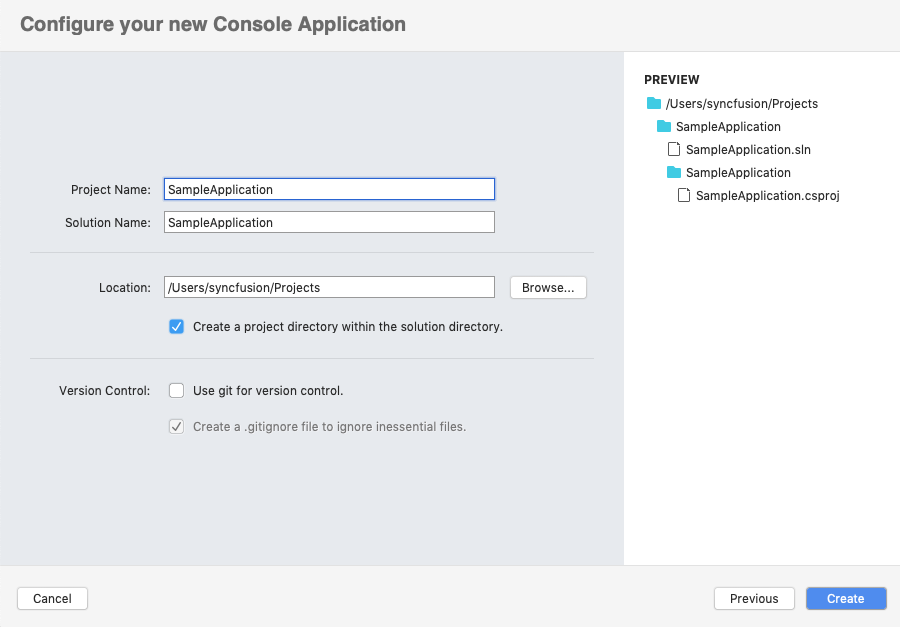 Configure your new Console Application
Project Name: SampleApplication
Solution Name: SampleApplication
Location: /Users/syncfusion/Projects Browse...
Create a project directory within the solution directory.
Version Control: Use git for version control.
Create a .gitignore file to ignore inessential files.
PREVIEW
/Users/syncfusion/Projects
SampleApplication
SampleApplication.sln
SampleApplication
SampleApplication.csproj
Cancel Previous Create